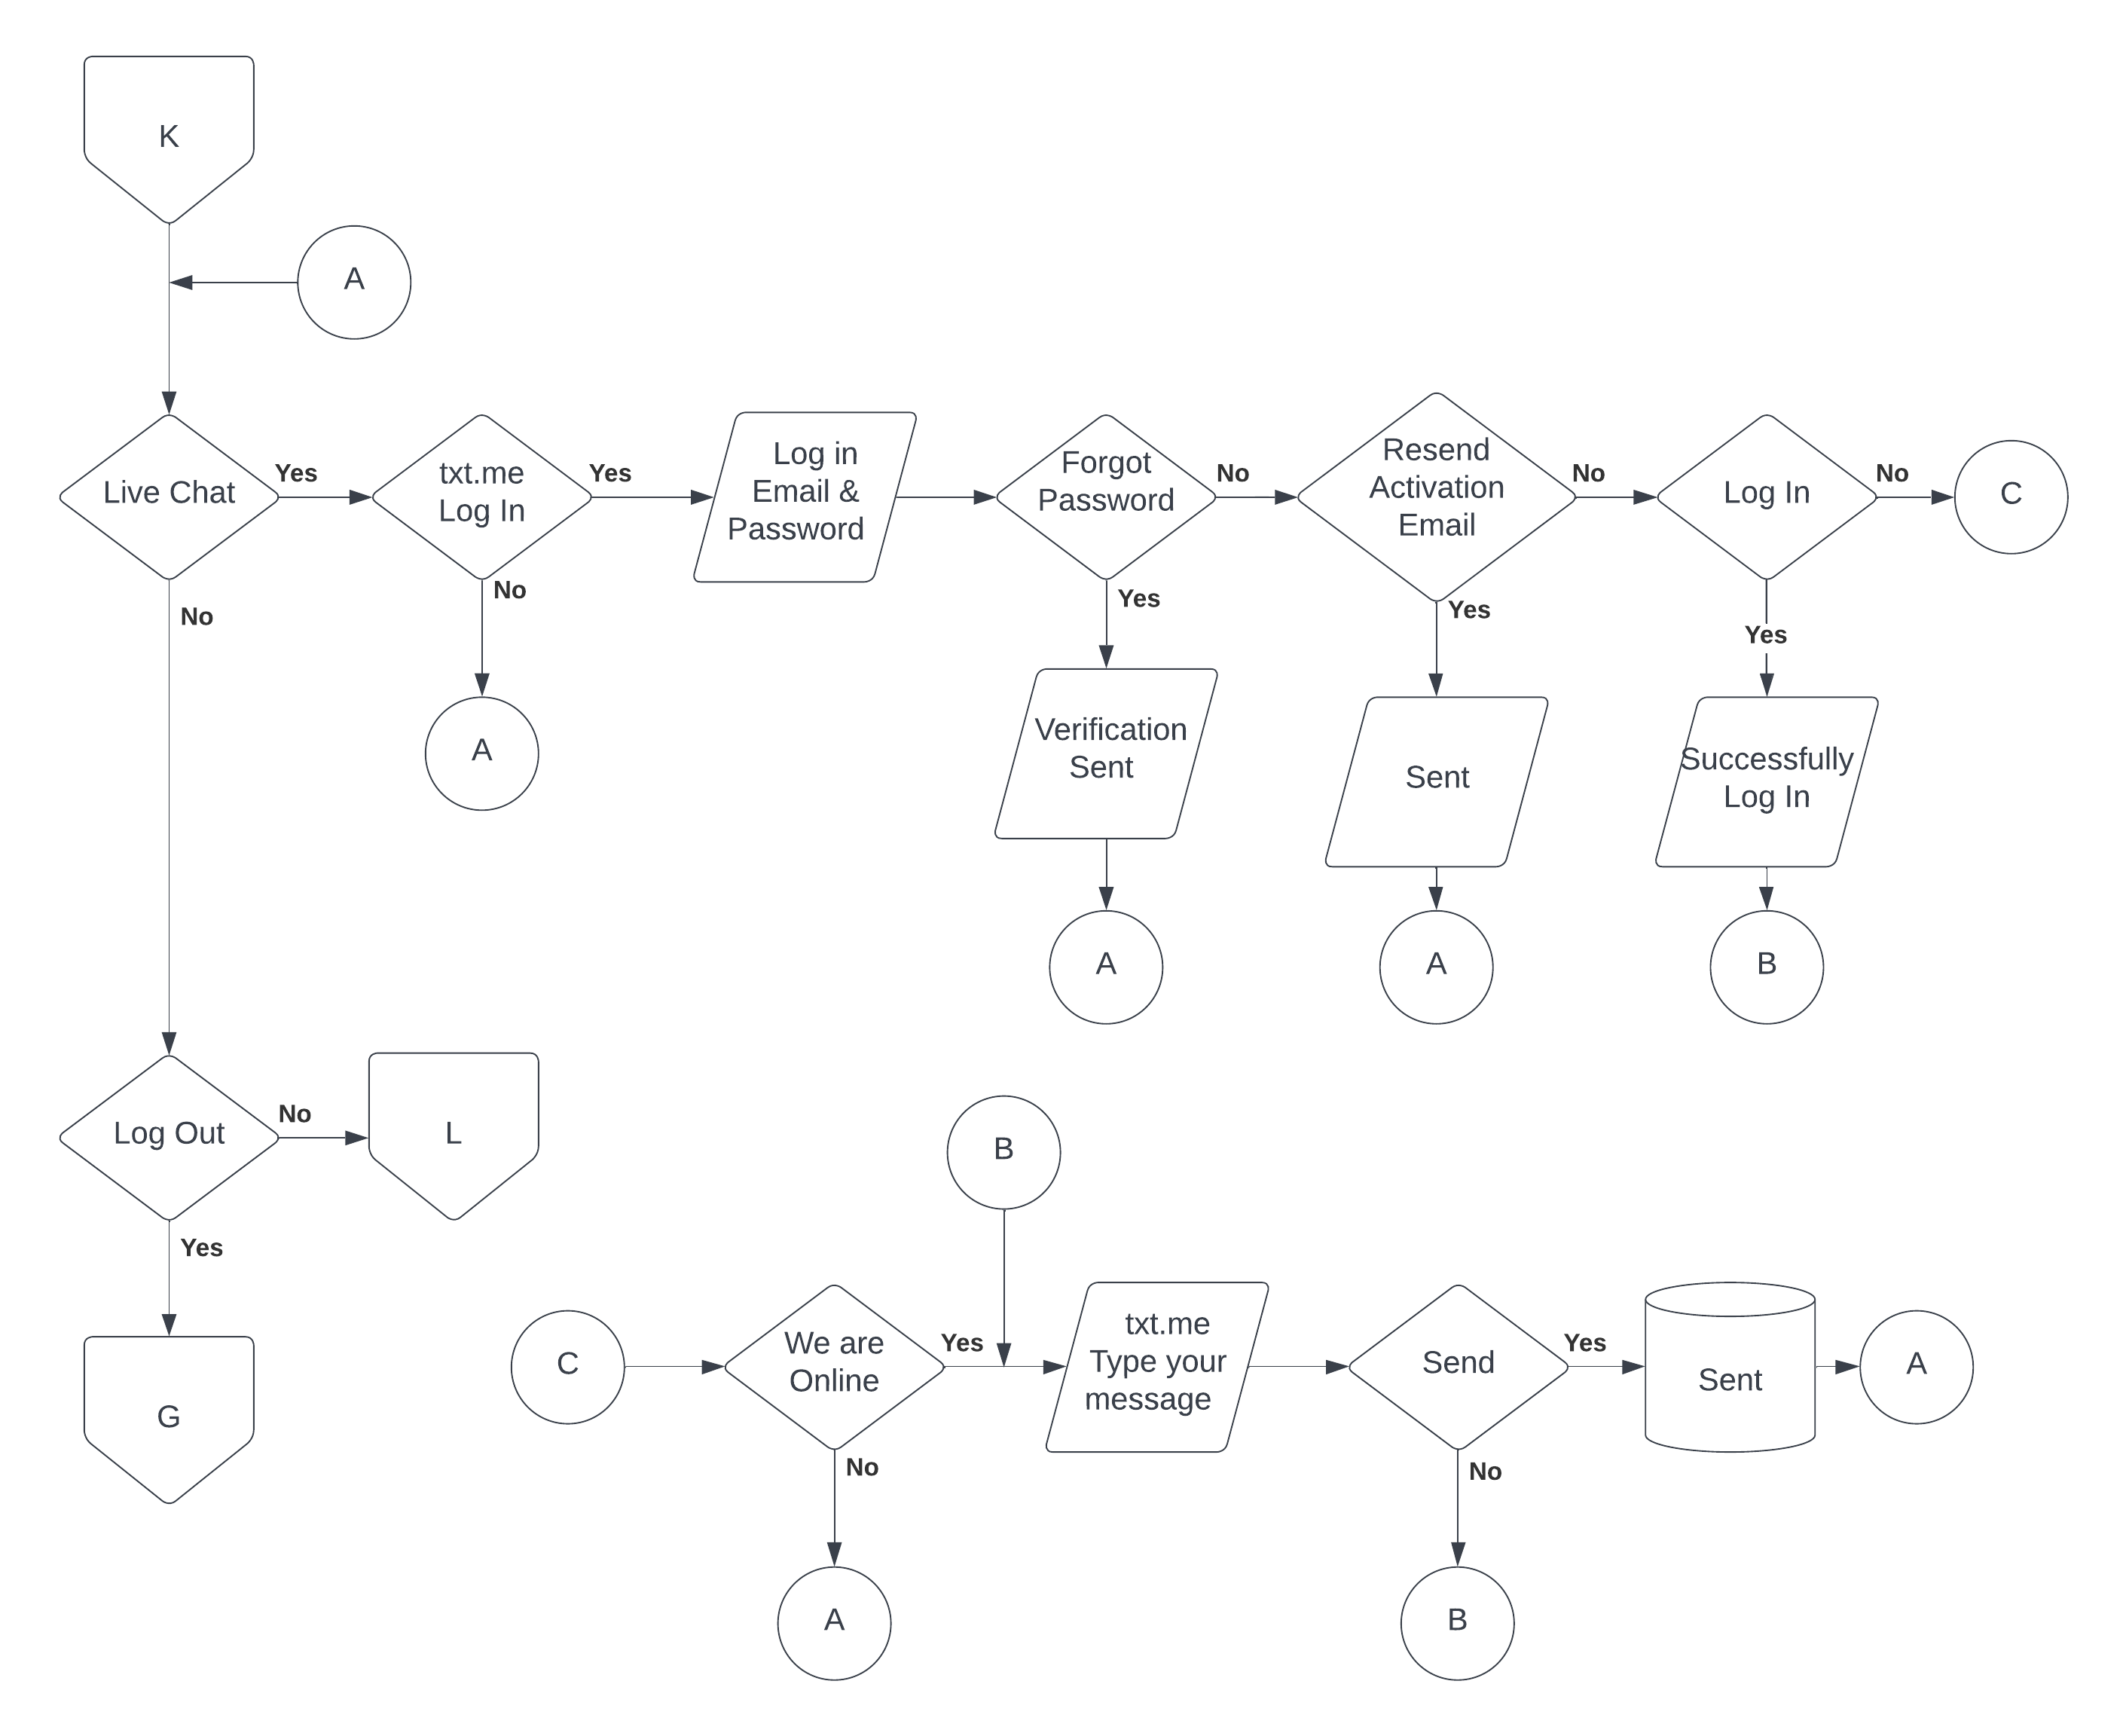 K
A
Live Chat
Yes
txt.me
Log In
Yes
Log in
Email &
Password
Forgot
Password
No
Resend
Activation
Email
No
Log In
No
C
No
No
A
Yes
Verification
Sent
A
Yes
Sent
A
Yes
Successfully
Log In
B
Log Out
No
L
Yes
G
B
C
We are
Online
Yes
txt.me
Type your
message
Send
Yes
Sent
A
No
A
No
B